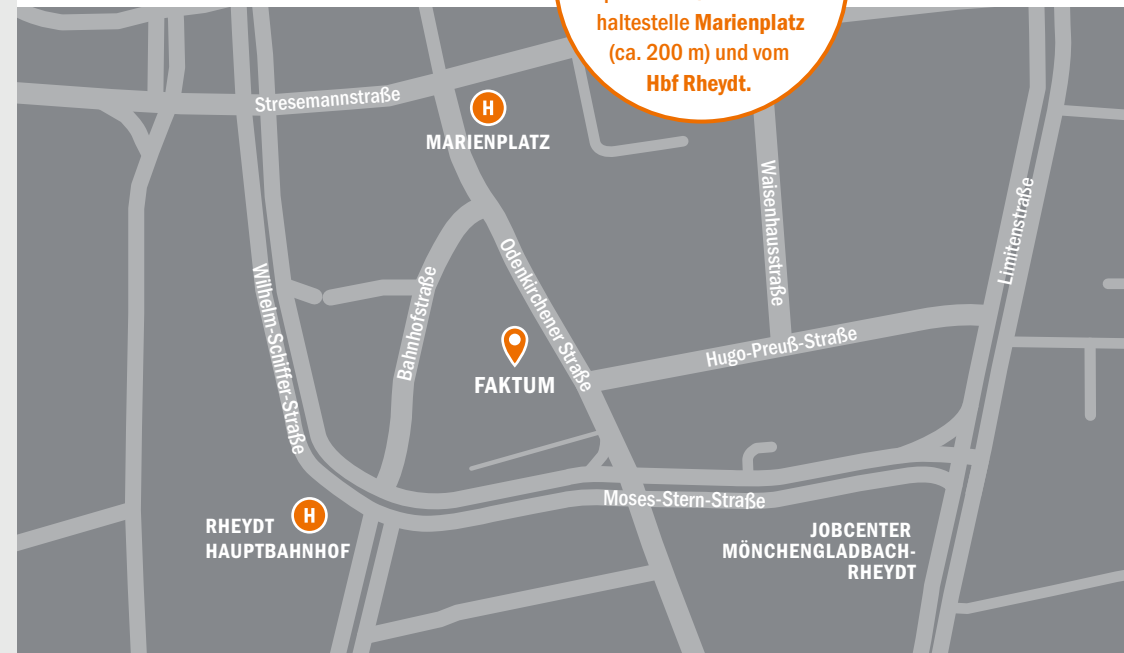 haltestelle Marienplatz
(ca. 200 m) und vom
Hbf Rheydt.
Stresemannstraße
H
MARIENPLATZ
Waisenhausstraße
Limitenstraße
Odenkirchener Straße
Wilhelm-Schiffer-Straße
Bahnhofstraße
Hugo-Preuß-Straße
FAKTUM
Moses-Stern-Straße
H
RHEYDT
HAUPTBAHNHOF
JOBCENTER
MÖNCHENGLADBACH-
RHEYDT